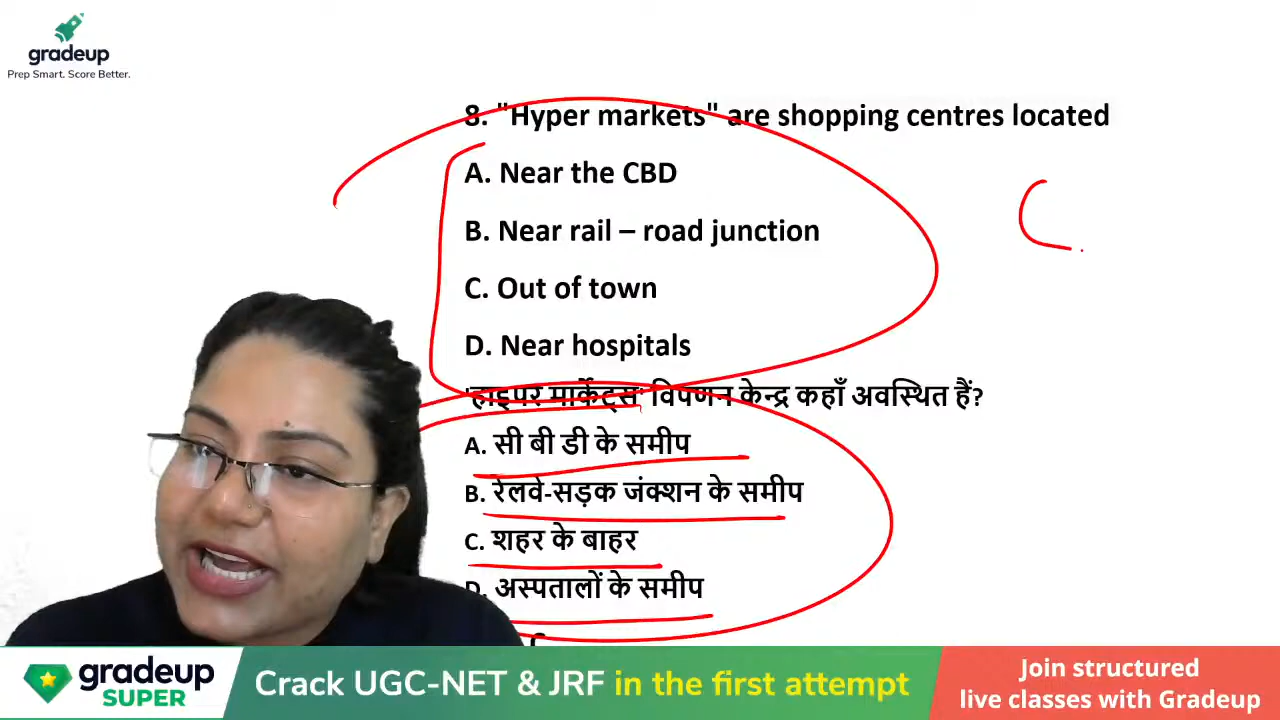 gradeup
Prep Smart. Score Better.
8. "Hyper markets" are shopping centres located
A. Near the CBD
B. Near rail – road junction
C. Out of town
D. Near hospitals
'हाइपर मार्केट्स' विपणन केन्द्र कहाँ अवस्थित हैं?
A. सी बी डी के समीप
B. रेलवे-सड़क जंक्शन के समीप
C. शहर के बाहर
D. अस्पतालों के समीप
C
gradeup
SUPER
Crack UGC-NET & JRF in the first attempt
Join structured
live classes with Gradeup